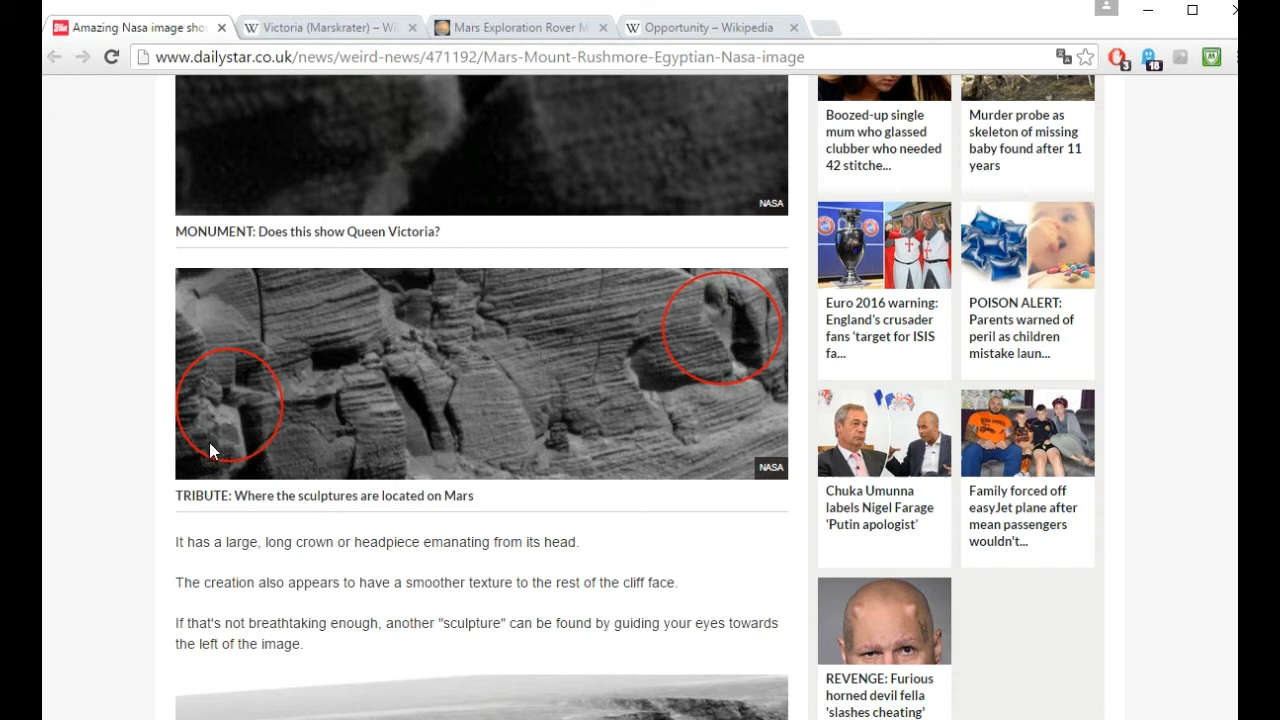 Amazing Nasa image sho
Victoria (Marskrater) – Wi
Mars Exploration Rover M
Opportunity – Wikipedia
www.dailystar.co.uk/news/weird-news/471192/Mars-Mount-Rushmore-Egyptian-Nasa-image
3
18
NASA
MONUMENT: Does this show Queen Victoria?
NASA
TRIBUTE: Where the sculptures are located on Mars
It has a large, long crown or headpiece emanating from its head.
The creation also appears to have a smoother texture to the rest of the cliff face.
If that's not breathtaking enough, another "sculpture" can be found by guiding your eyes towards
the left of the image.
Boozed-up single
mum who glassed
clubber who needed
42 stitche...
Murder probe as
skeleton of missing
baby found after 11
years
Euro 2016 warning:
England's crusader
fans 'target for ISIS
fa...
POISON ALERT:
Parents warned of
peril as children
mistake laun...
Chuka Umunna
labels Nigel Farage
'Putin apologist'
Family forced off
easyJet plane after
mean passengers
wouldn't...
REVENGE: Furious
horned devil fella
'slashes cheating'